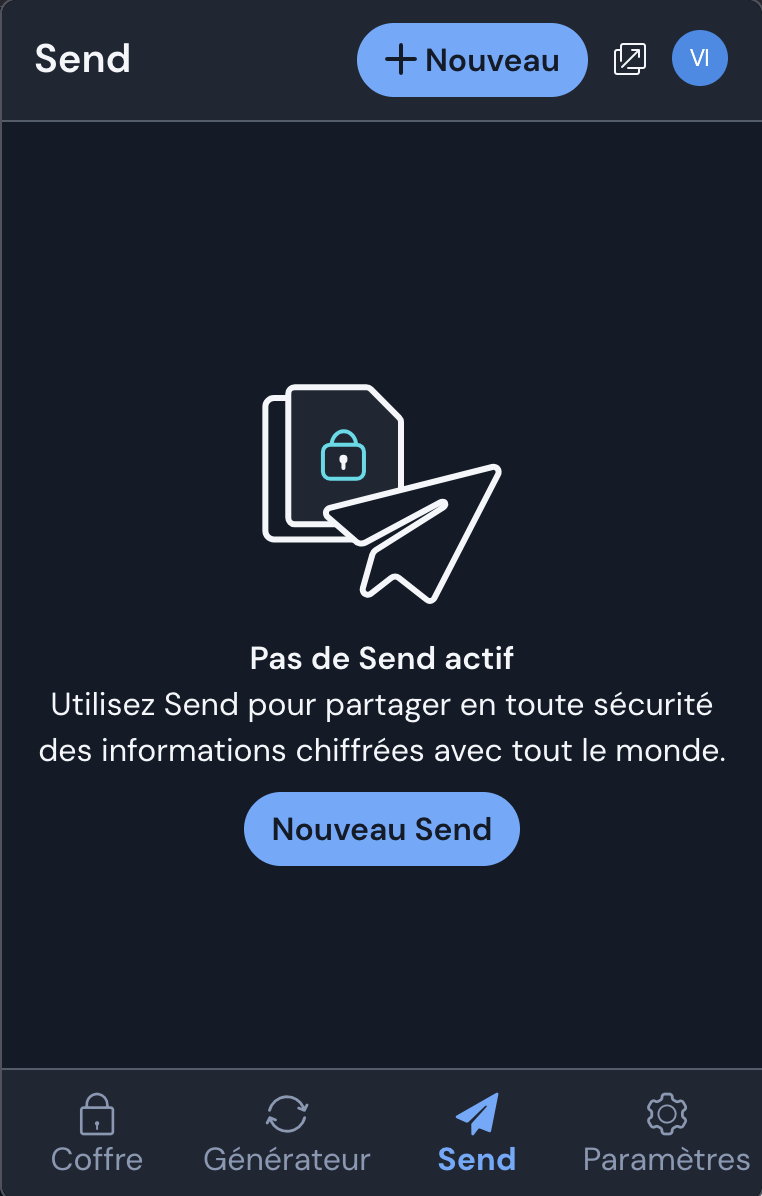 Send
Nouveau
VI
Pas de Send actif
Utilisez Send pour partager en toute sécurité
des informations chiffrées avec tout le monde.
Nouveau Send
Coffre
Générateur
Send
Paramètres